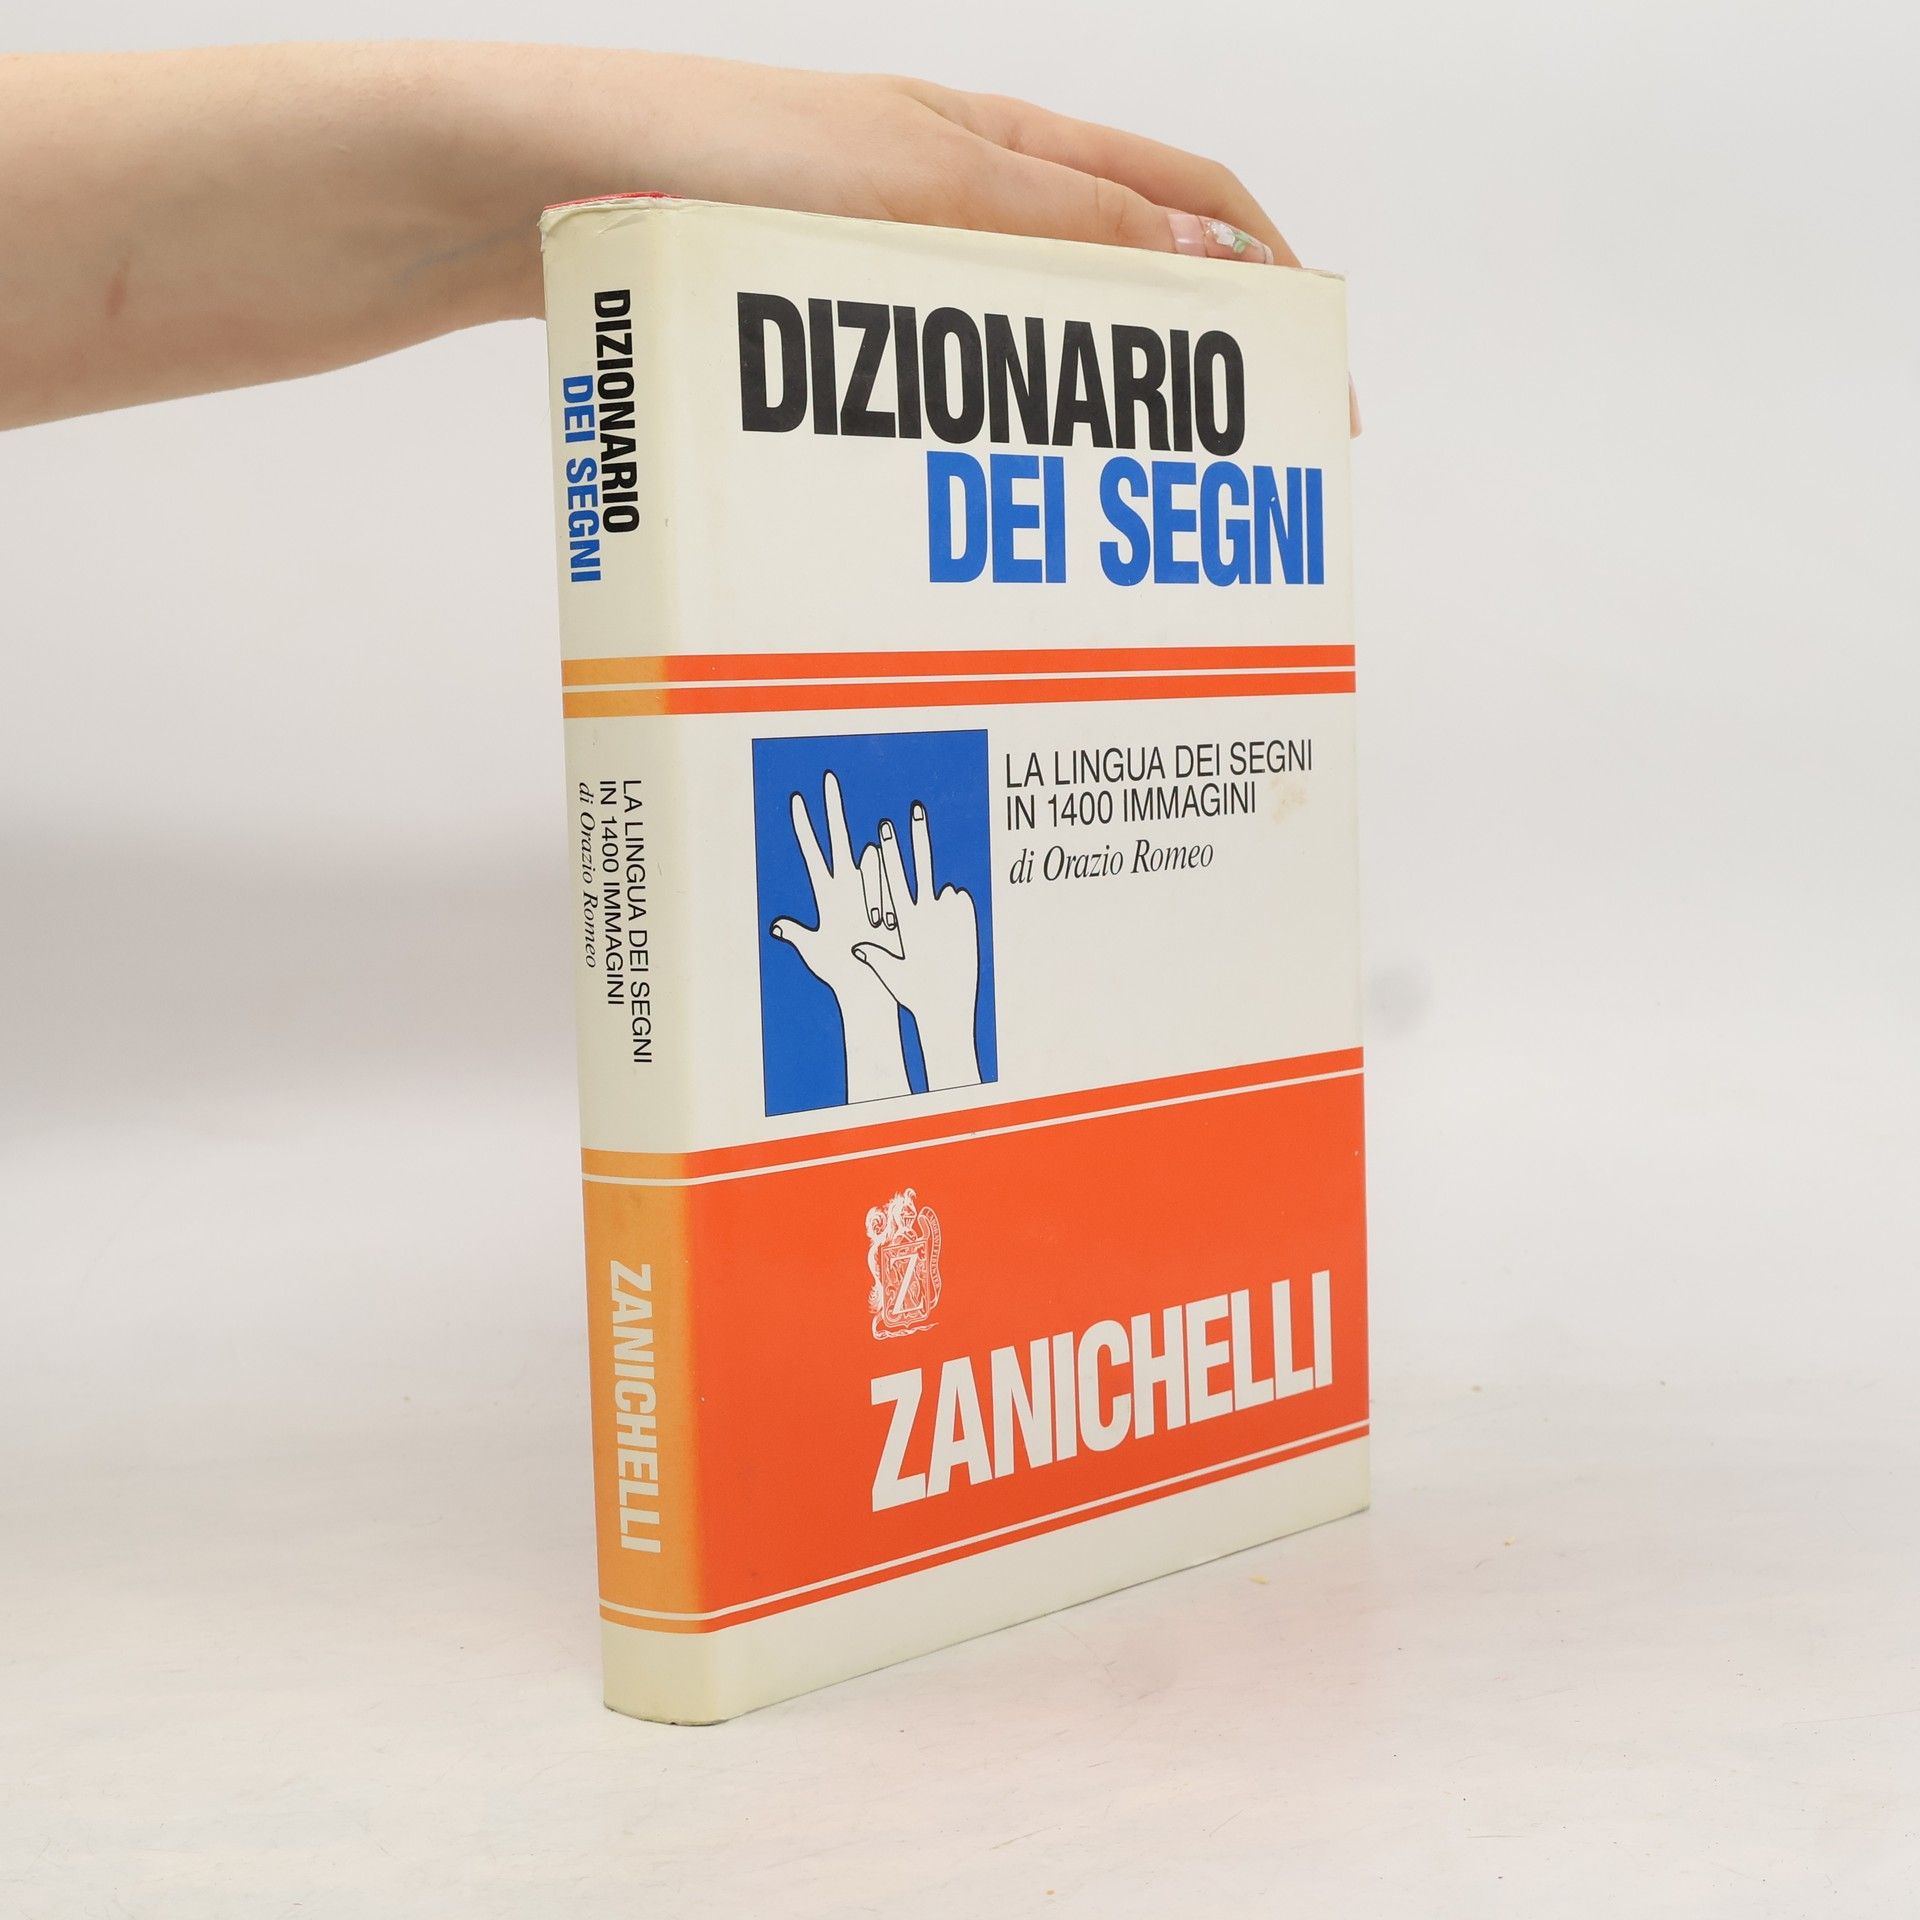 DIZIONARIO
DEI SEGNI
LA LINGUA DEI SEGNI
IN 1400 IMMAGINI
di Orazio Romeo
ZANICHELLI
DIZIONARIO
DEI SEGNI
LA LINGUA DEI SEGNI
IN 1400 IMMAGINI
di Orazio Romeo
Z
ZANICHELLI